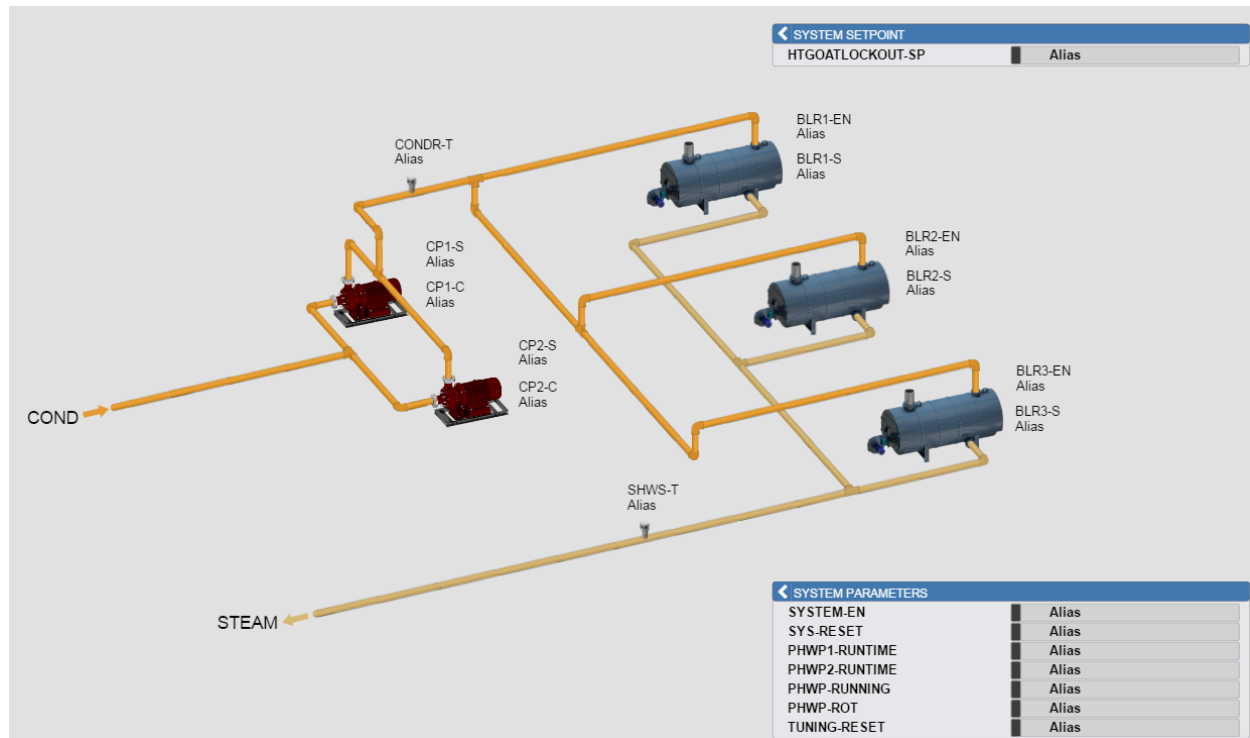 SYSTEM SETPOINT
HTGOATLOCKOUT-SP Alias
BLR1-EN
Alias
BLR1-S
Alias
CONDR-T
Alias
BLR2-EN
Alias
BLR2-S
Alias
CP1-S
Alias
CP1-C
Alias
CP2-S
Alias
CP2-C
Alias
BLR3-EN
Alias
BLR3-S
Alias
COND
SHWS-T
Alias
STEAM
SYSTEM PARAMETERS
SYSTEM-EN Alias
SYS-RESET Alias
PHWP1-RUNTIME Alias
PHWP2-RUNTIME Alias
PHWP-RUNNING Alias
PHWP-ROT Alias
TUNING-RESET Alias